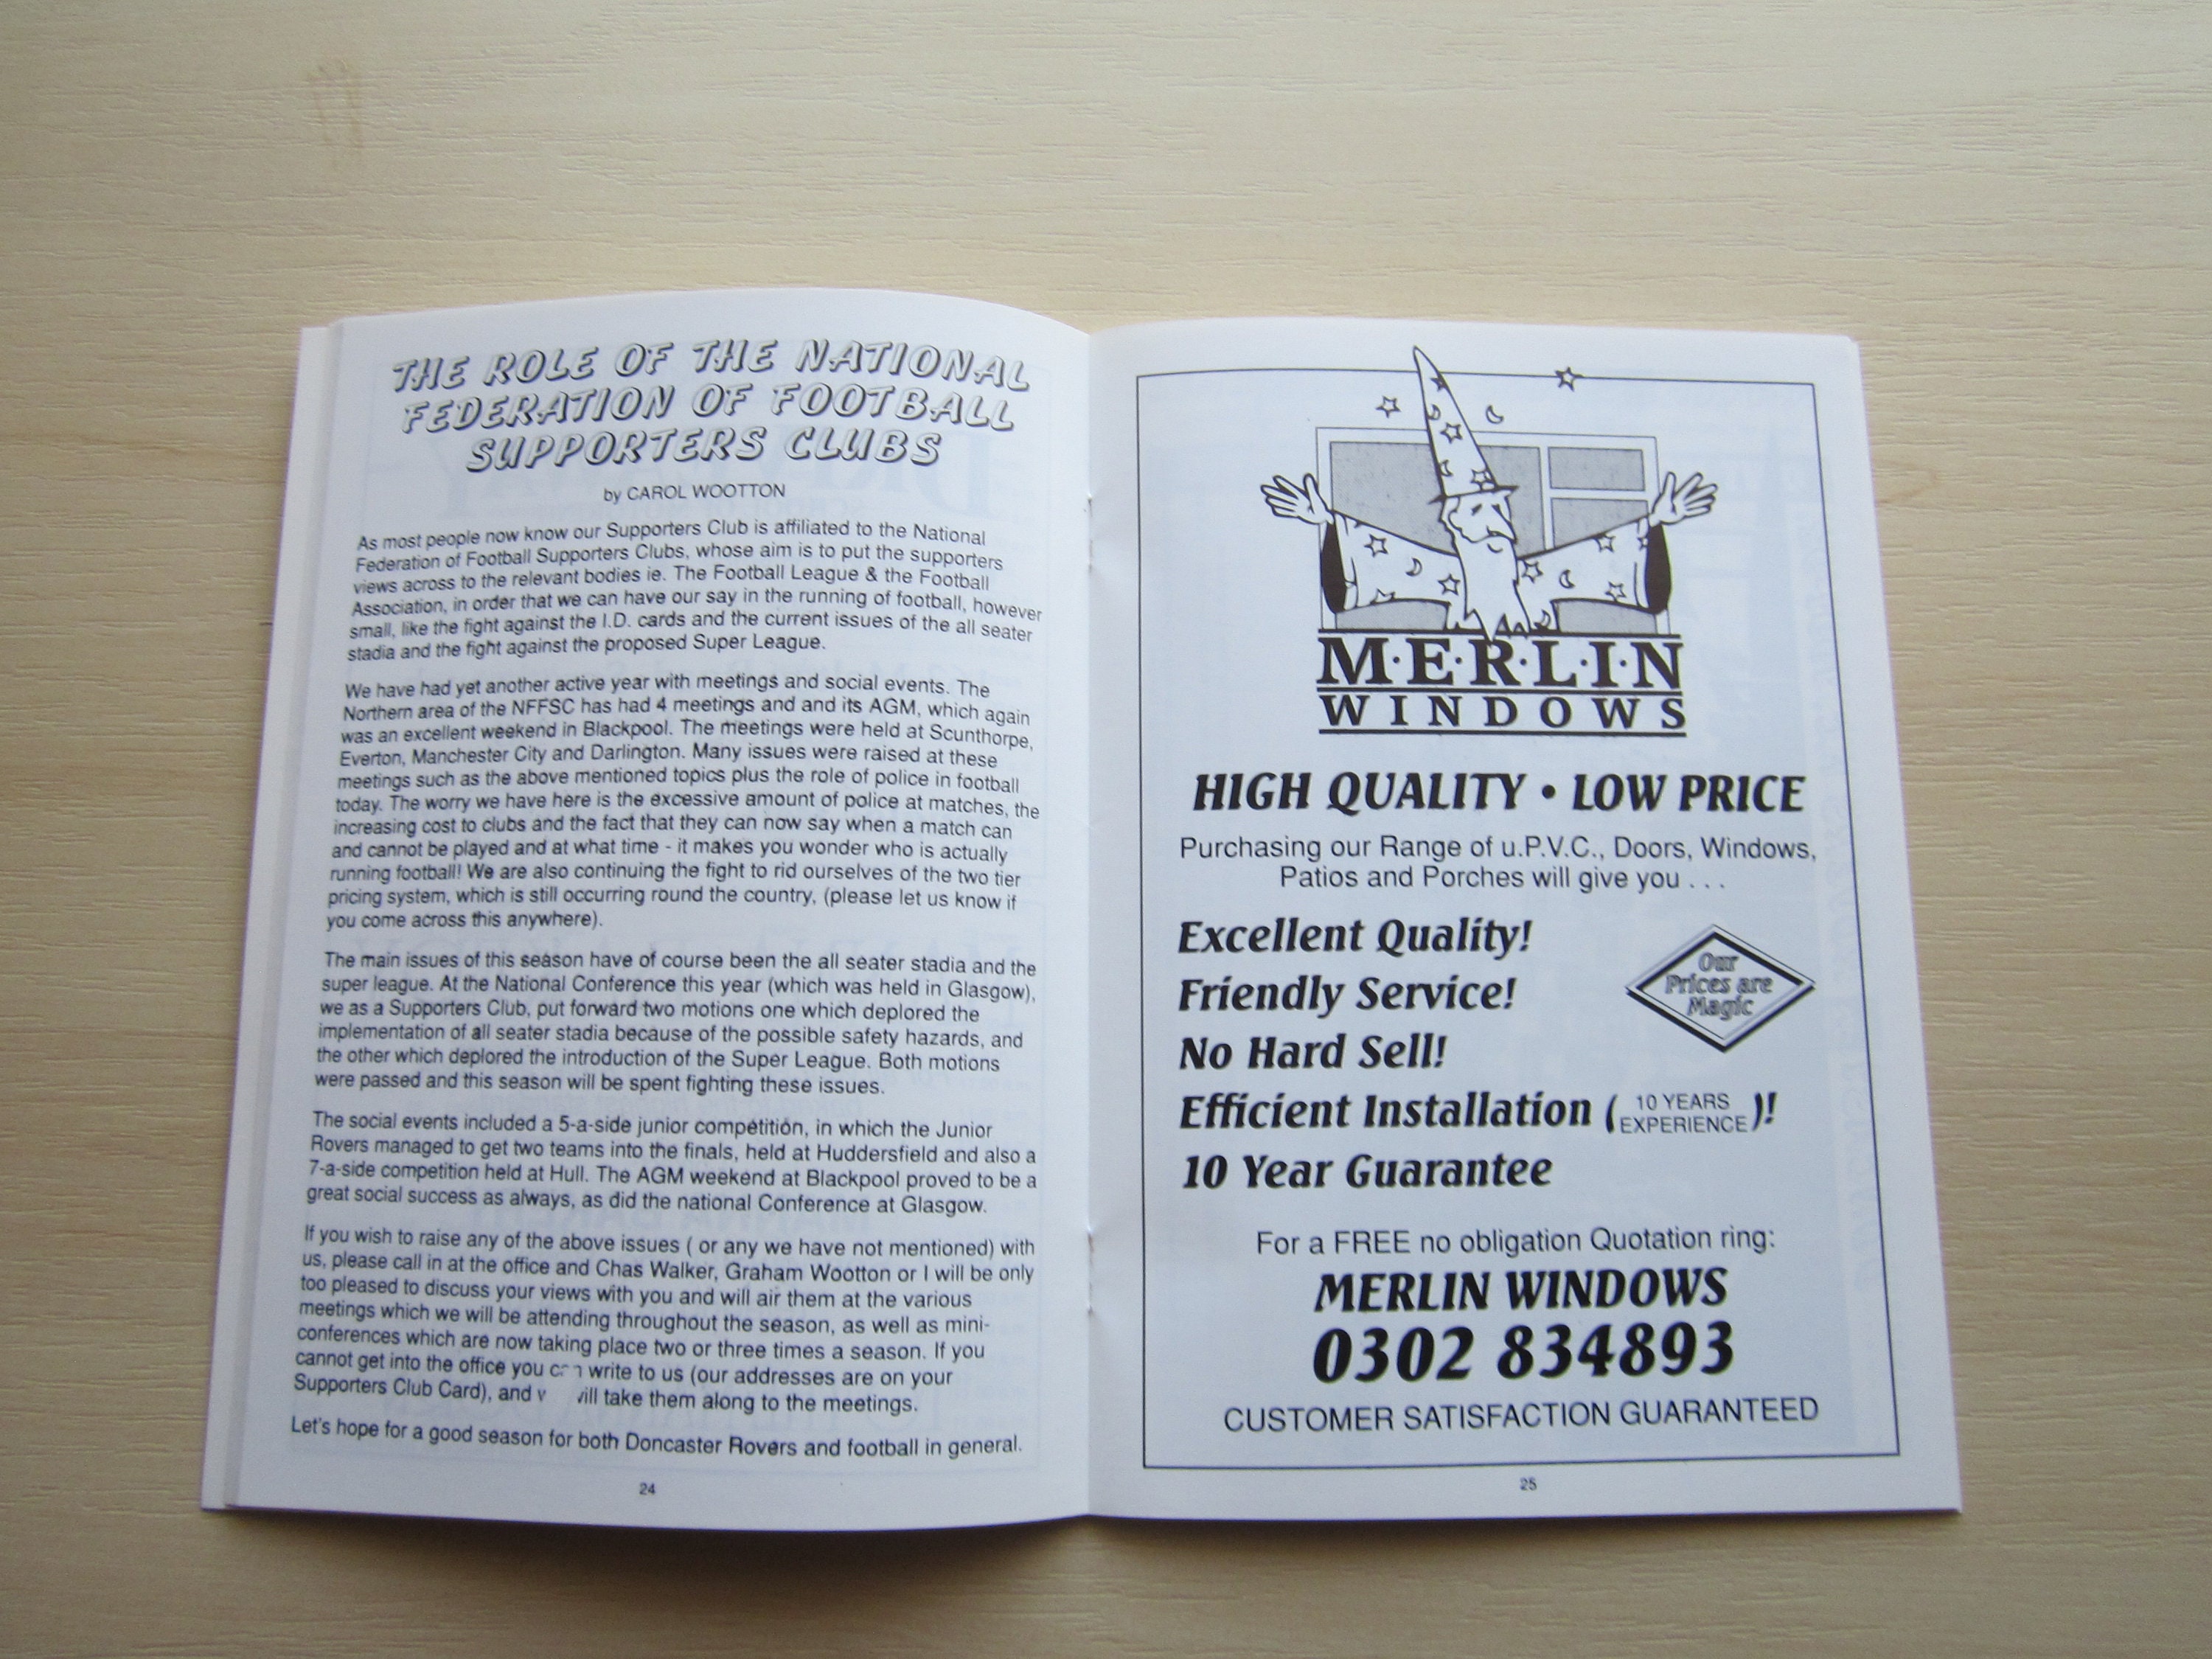 THE ROLE OF THE NATIONAL
FEDERATION OF FOOTBALL
SUPPORTERS CLUBS
by CAROL WOOTTON
As most people now know our Supporters Club is affiliated to the National
Federation of Football Supporters Clubs, whose aim is to put the supporters
views across to the relevant bodies ie. The Football League & the Football
Association, in order that we can have our say in the running of football, however
small, like the fight against the I.D. cards and the current issues of the all seater
stadia and the fight against the proposed Super League.
We have had yet another active year with meetings and social events. The
Northern area of the NFFSC has had 4 meetings and and its AGM, which again
was an excellent weekend in Blackpool. The meetings were held at Scunthorpe,
Everton, Manchester City and Darlington. Many issues were raised at these
meetings such as the above mentioned topics plus the role of police in football
today. The worry we have here is the excessive amount of police at matches, the
increasing cost to clubs and the fact that they can now say when a match can
and cannot be played and at what time - it makes you wonder who is actually
running football! We are also continuing the fight to rid ourselves of the two tier
pricing system, which is still occurring round the country, (please let us know if
you come across this anywhere).
The main issues of this season have of course been the all seater stadia and the
super league. At the National Conference this year (which was held in Glasgow),
we as a Supporters Club, put forward two motions one which deplored the
implementation of all seater stadia because of the possible safety hazards, and
the other which deplored the introduction of the Super League. Both motions
were passed and this season will be spent fighting these issues.
The social events included a 5-a-side junior competition, in which the Junior
Rovers managed to get two teams into the finals, held at Huddersfield and also a
7-a-side competition held at Hull. The AGM weekend at Blackpool proved to be a
great social success as always, as did the national Conference at Glasgow.
If you wish to raise any of the above issues ( or any we have not mentioned) with
us, please call in at the office and Chas Walker, Graham Wootton or I will be only
too pleased to discuss your views with you and will air them at the various
meetings which we will be attending throughout the season, as well as mini-
conferences which are now taking place two or three times a season. If you
cannot get into the office you can write to us (our addresses are on your
Supporters Club Card), and will take them along to the meetings.
Let's hope for a good season for both Doncaster Rovers and football in general.
24
M·E·R·L·I·N
WINDOWS
HIGH QUALITY • LOW PRICE
Purchasing our Range of u.P.V.C., Doors, Windows,
Patios and Porches will give you . . .
Excellent Quality!
Friendly Service!
No Hard Sell!
Our
Prices are
Magic
Efficient Installation ( 10 YEARS EXPERIENCE )!
10 Year Guarantee
For a FREE no obligation Quotation ring:
MERLIN WINDOWS
0302 834893
CUSTOMER SATISFACTION GUARANTEED
25